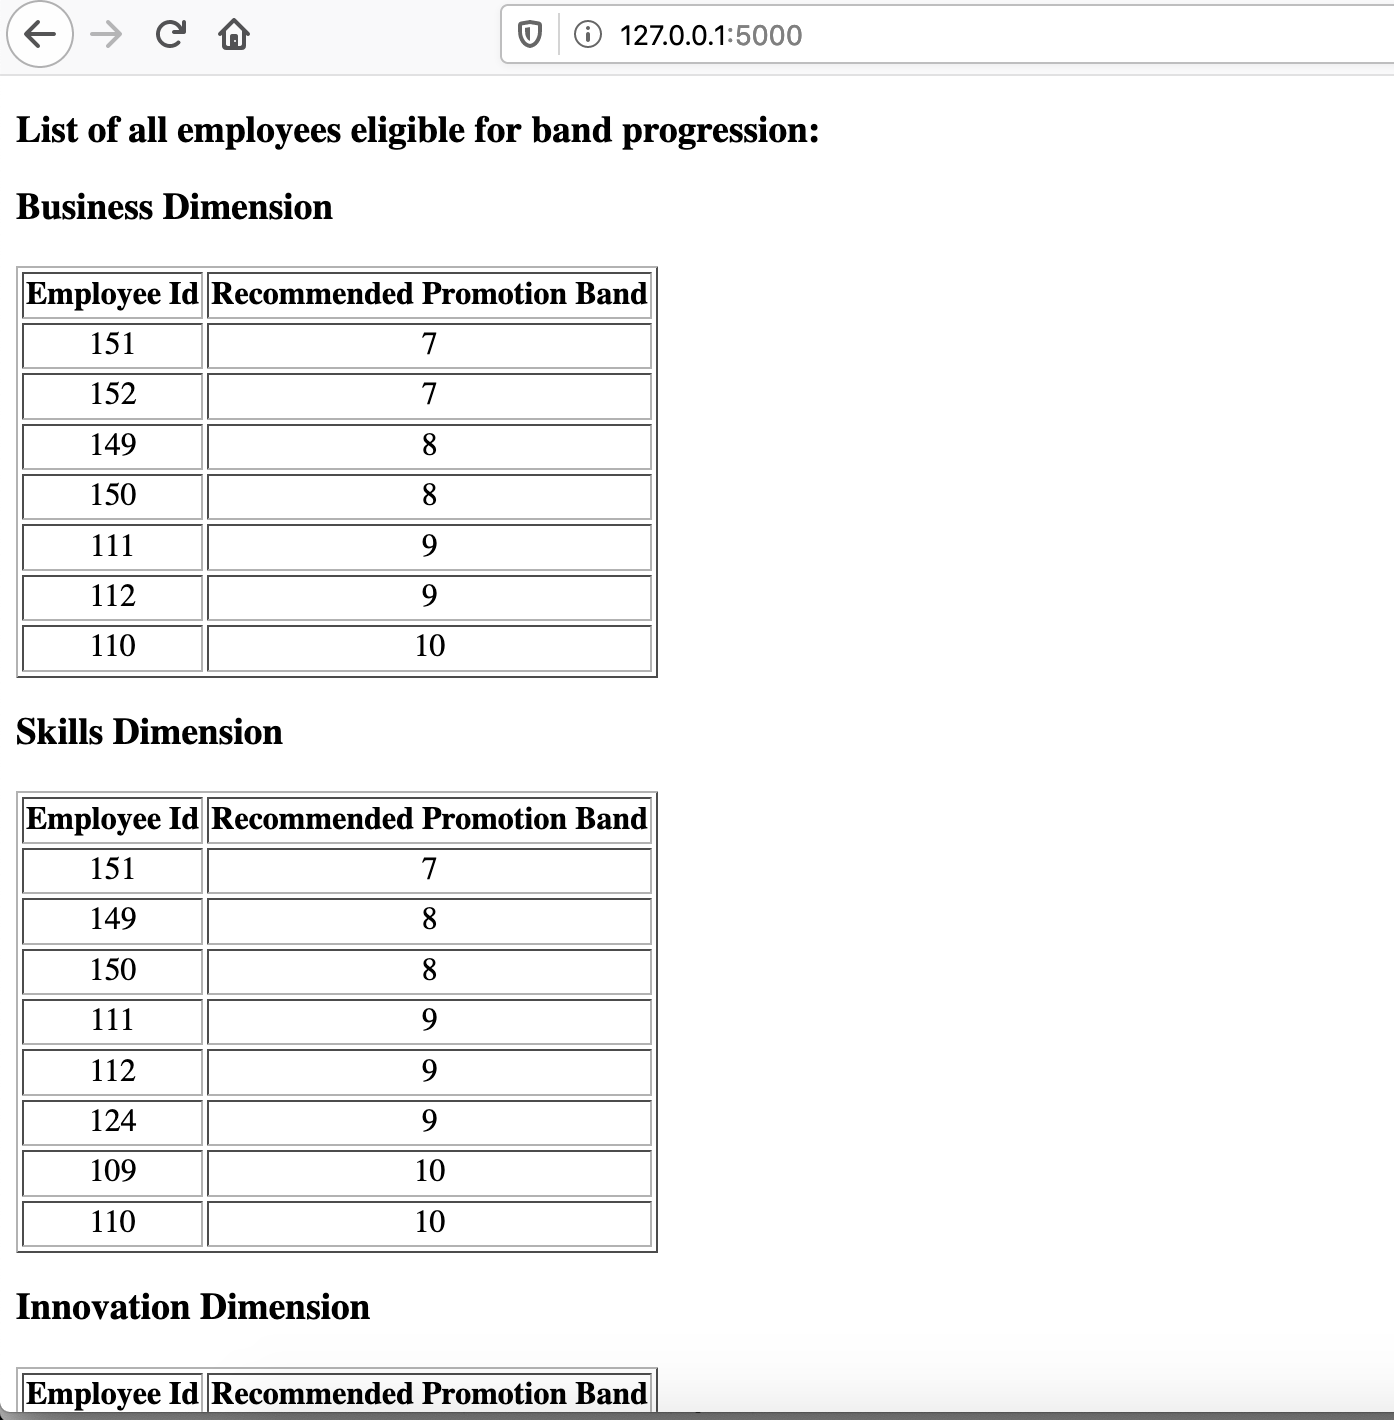 127.0.0.1:5000
List of all employees eligible for band progression:
Business Dimension
Employee Id Recommended Promotion Band
151 7
152 7
149 8
150 8
111 9
112 9
110 10
Skills Dimension
Employee Id Recommended Promotion Band
151 7
149 8
150 8
111 9
112 9
124 9
109 10
110 10
Innovation Dimension
Employee Id Recommended Promotion Band